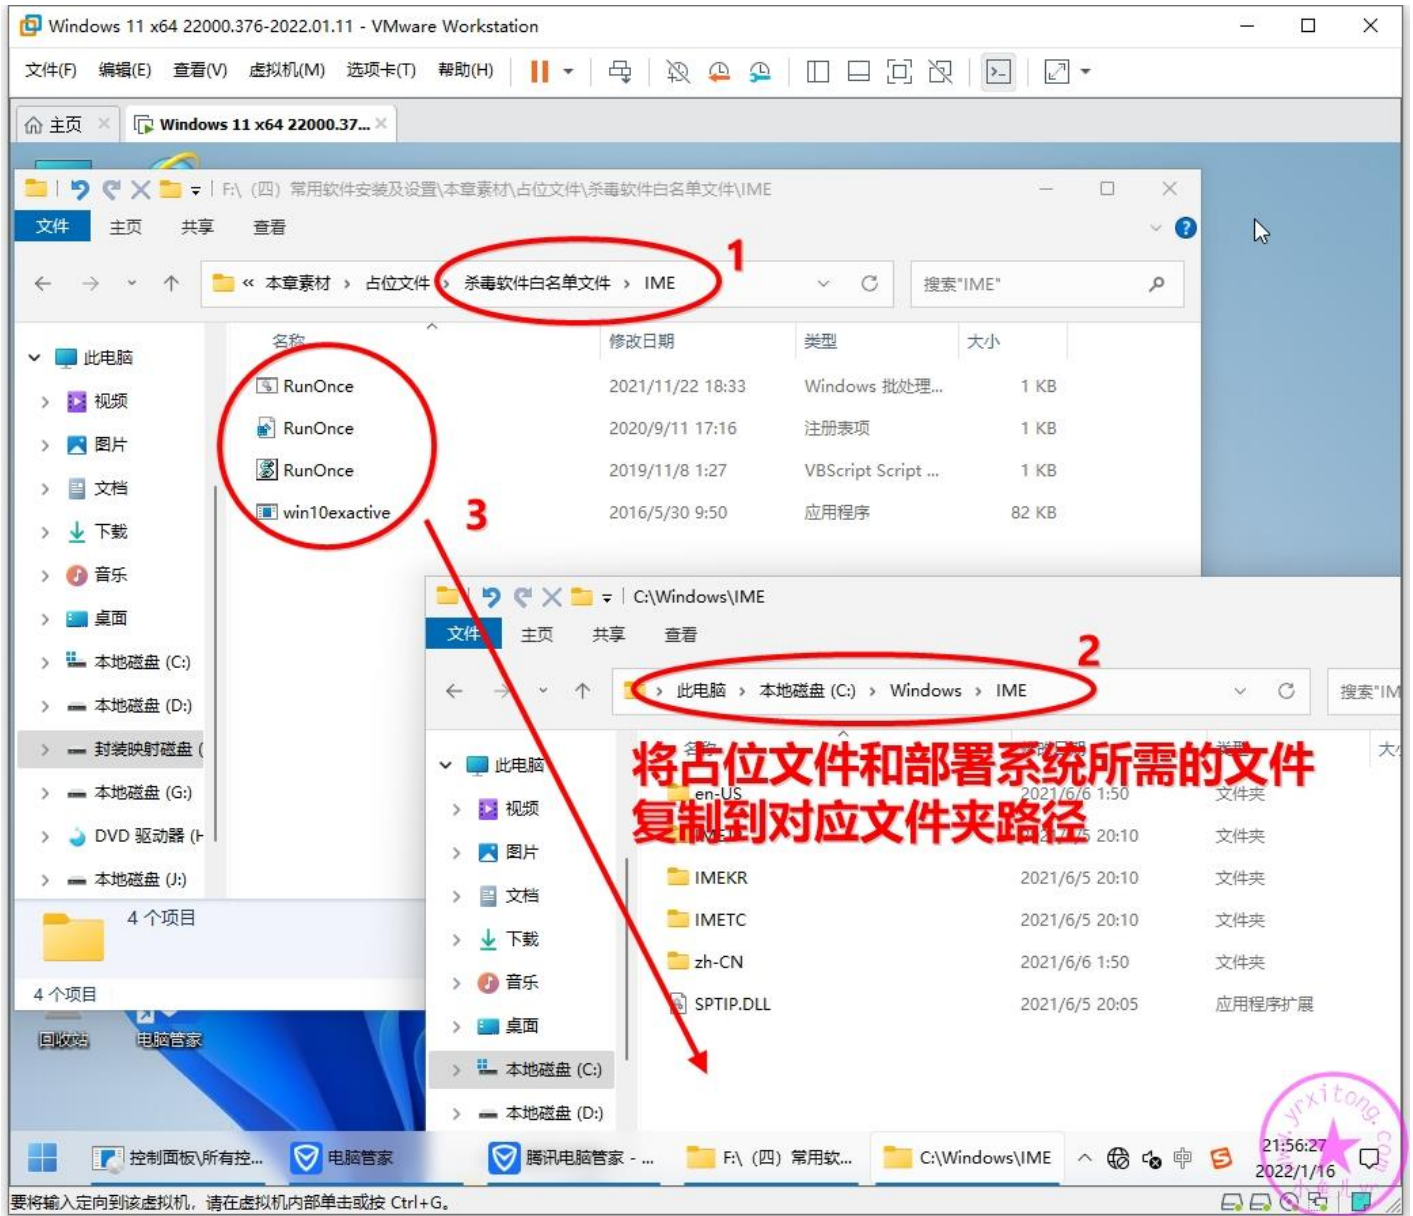 Windows 11 x64 22000.376-2022.01.11 - VMware Workstation
文件(F) 编辑(E) 查看(V) 虚拟机(M) 选项卡(T) 帮助(H)
主页 Windows 11 x64 22000.37...
F:\ (四) 常用软件安装及设置\本章素材\占位文件\杀毒软件白名单文件\IME
文件 主页 共享 查看
1
« 本章素材 › 占位文件 › 杀毒软件白名单文件 › IME 搜索"IME"
名称 修改日期 类型 大小
此电脑
视频
图片
文档
下载
音乐
桌面
本地磁盘 (C:)
本地磁盘 (D:)
封装映射磁盘 (
本地磁盘 (G:)
DVD 驱动器 (H
本地磁盘 (J:)
RunOnce 2021/11/22 18:33 Windows 批处理... 1 KB
RunOnce 2020/9/11 17:16 注册表项 1 KB
RunOnce 2019/11/8 1:27 VBScript Script ... 1 KB
win10exactive 2016/5/30 9:50 应用程序 82 KB
3
4 个项目
4 个项目
C:\Windows\IME
文件 主页 共享 查看
2
› 此电脑 › 本地磁盘 (C:) › Windows › IME 搜索"IM
名称 类型 大
将占位文件和部署系统所需的文件
复制到对应文件夹路径
此电脑
视频
图片
文档
下载
音乐
桌面
本地磁盘 (C:)
本地磁盘 (D:)
en-US 2021/6/6 1:50 文件夹
20:10 文件夹
IMEKR 2021/6/5 20:10 文件夹
IMETC 2021/6/5 20:10 文件夹
zh-CN 2021/6/6 1:50 文件夹
SPTIP.DLL 2021/6/5 20:05 应用程序扩展
回收站 电脑管家
控制面板\所有控... 电脑管家 腾讯电脑管家 - ... F:\ (四) 常用软... C:\Windows\IME 中 21:56:27
2022/1/16
要将输入定向到该虚拟机，请在虚拟机内部单击或按 Ctrl+G。